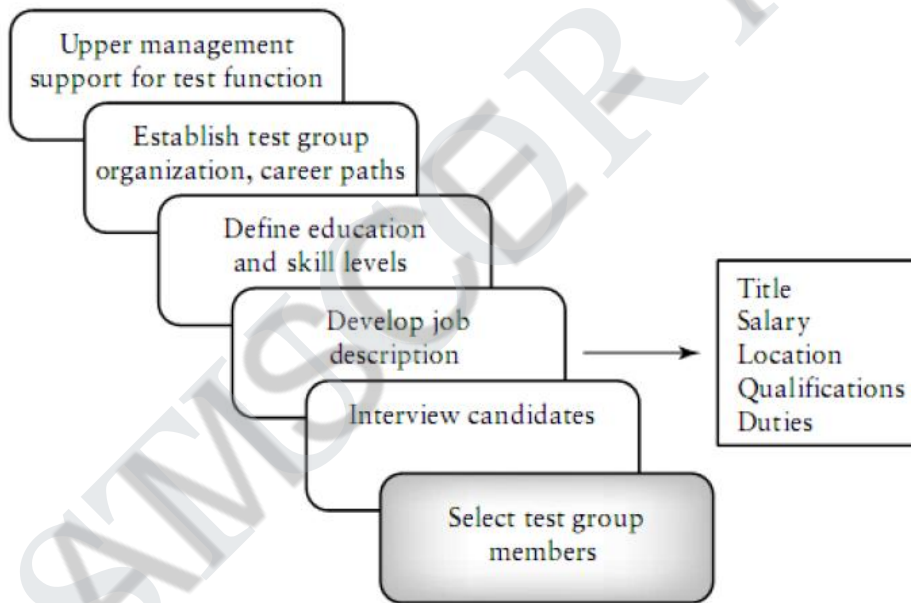 Upper management
support for test function
Establish test group
organization, career paths
Define education
and skill levels
Develop job
description
Interview candidates
Select test group
members
Title
Salary
Location
Qualifications
Duties